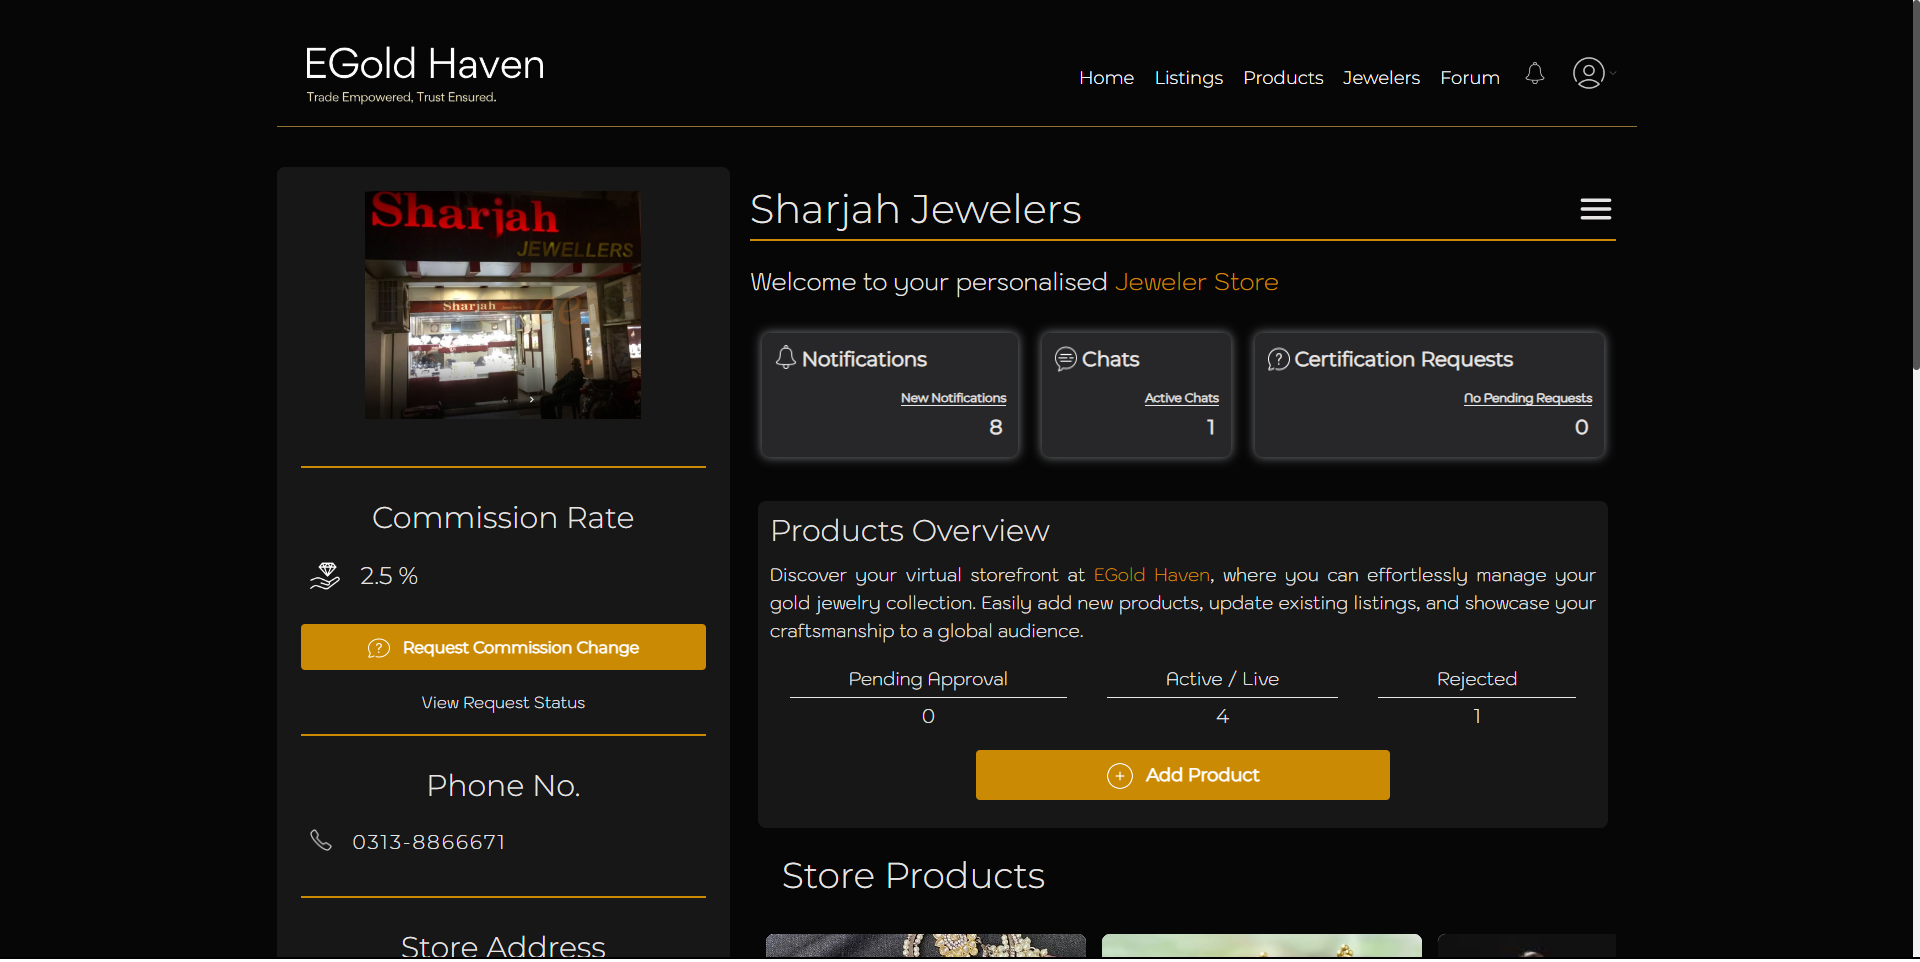 EGold Haven
Trade Empowered, Trust Ensured.
Home Listings Products Jewelers Forum
Sharjah
JEWELLERS
Sharjah
Commission Rate
2.5 %
Request Commission Change
View Request Status
Phone No.
0313-8866671
Store Address
Sharjah Jewelers
Welcome to your personalised Jeweler Store
Notifications
New Notifications
8
Chats
Active Chats
1
Certification Requests
No Pending Requests
0
Products Overview
Discover your virtual storefront at EGold Haven, where you can effortlessly manage your
gold jewelry collection. Easily add new products, update existing listings, and showcase your
craftsmanship to a global audience.
Pending Approval Active / Live Rejected
0 4 1
Add Product
Store Products